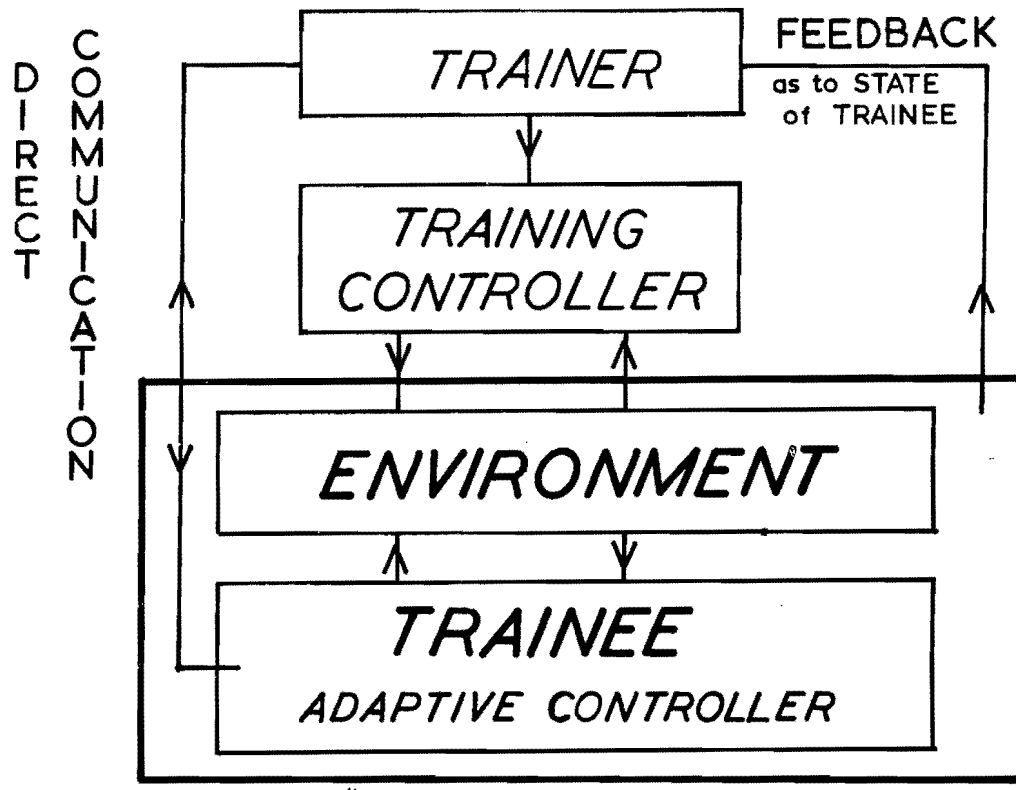 DIRECT
COMMUNICATION
TRAINER
FEEDBACK
as to STATE
of TRAINEE
TRAINING
CONTROLLER
ENVIRONMENT
TRAINEE
ADAPTIVE CONTROLLER